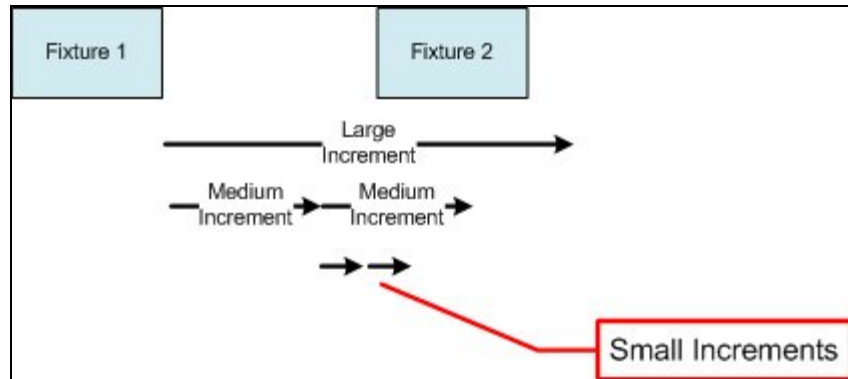 Fixture 1
Fixture 2
Large
Increment
Medium
Increment
Medium
Increment
Small Increments